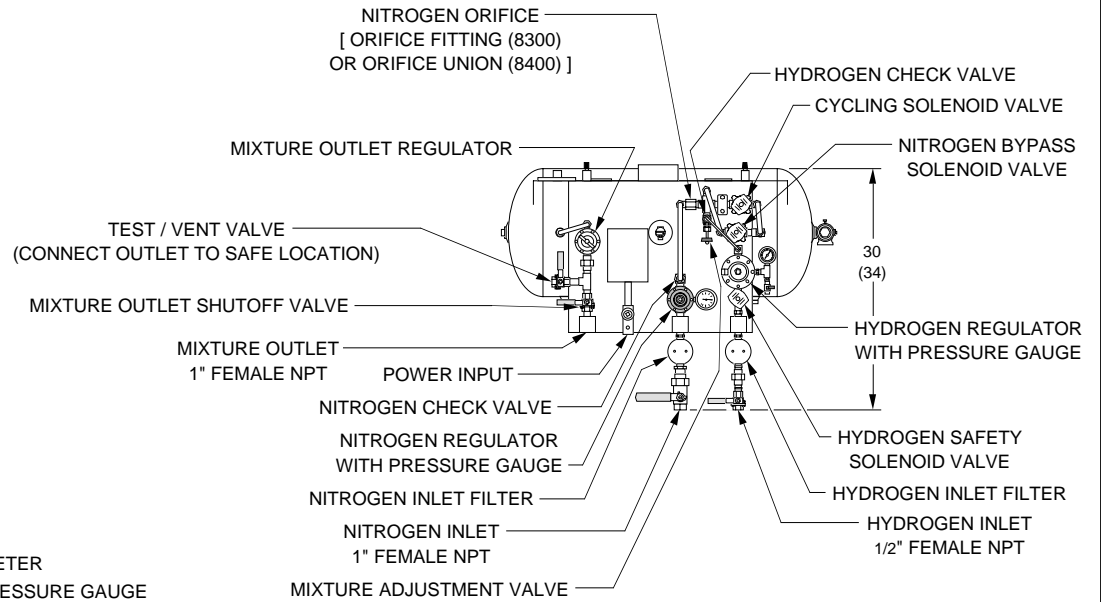 NITROGEN ORIFICE
[ ORIFICE FITTING (8300)
OR ORIFICE UNION (8400) ]
HYDROGEN CHECK VALVE
CYCLING SOLENOID VALVE
MIXTURE OUTLET REGULATOR
NITROGEN BYPASS
SOLENOID VALVE
TEST / VENT VALVE
(CONNECT OUTLET TO SAFE LOCATION)
30
(34)
MIXTURE OUTLET SHUTOFF VALVE
HYDROGEN REGULATOR
WITH PRESSURE GAUGE
MIXTURE OUTLET
1" FEMALE NPT
POWER INPUT
NITROGEN CHECK VALVE
NITROGEN REGULATOR
WITH PRESSURE GAUGE
HYDROGEN SAFETY
SOLENOID VALVE
NITROGEN INLET FILTER
HYDROGEN INLET FILTER
NITROGEN INLET
1" FEMALE NPT
HYDROGEN INLET
1/2" FEMALE NPT
ETER
ESSURE GAUGE
MIXTURE ADJUSTMENT VALVE